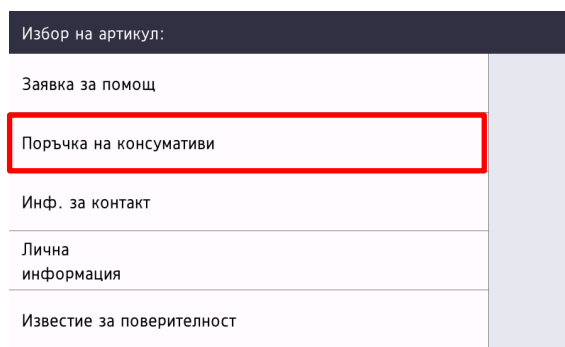 Избор на артикул:
Заявка за помощ
Поръчка на консумативи
Инф. за контакт
Лична
информация
Известие за поверителност